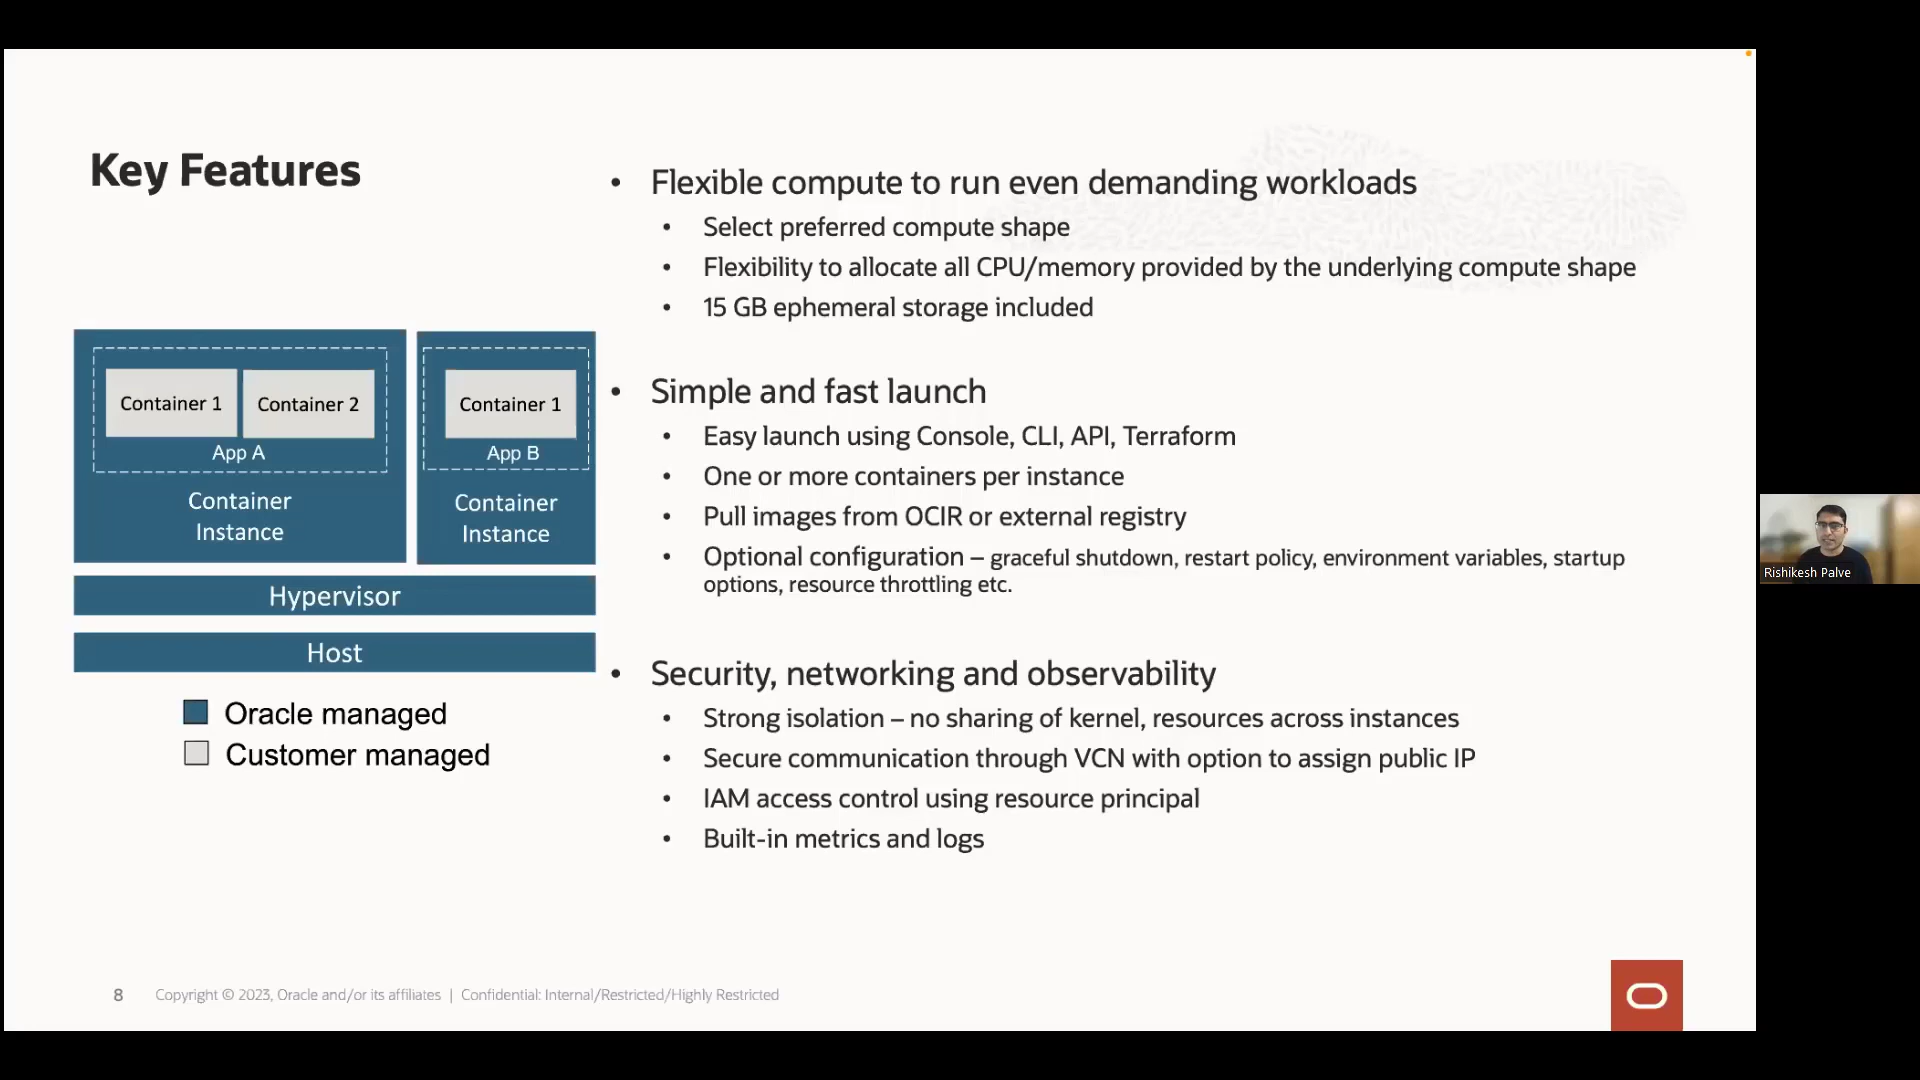 Key Features
Container 1
Container 2
App A
Container
Instance
Container 1
App B
Container
Instance
Hypervisor
Host
Oracle managed
Customer managed
• Flexible compute to run even demanding workloads
• Select preferred compute shape
• Flexibility to allocate all CPU/memory provided by the underlying compute shape
• 15 GB ephemeral storage included
• Simple and fast launch
• Easy launch using Console, CLI, API, Terraform
• One or more containers per instance
• Pull images from OCIR or external registry
• Optional configuration – graceful shutdown, restart policy, environment variables, startup
options, resource throttling etc.
• Security, networking and observability
• Strong isolation – no sharing of kernel, resources across instances
• Secure communication through VCN with option to assign public IP
• IAM access control using resource principal
• Built-in metrics and logs
8 Copyright © 2023, Oracle and/or its affiliates | Confidential: Internal/Restricted/Highly Restricted
Rishikesh Palve